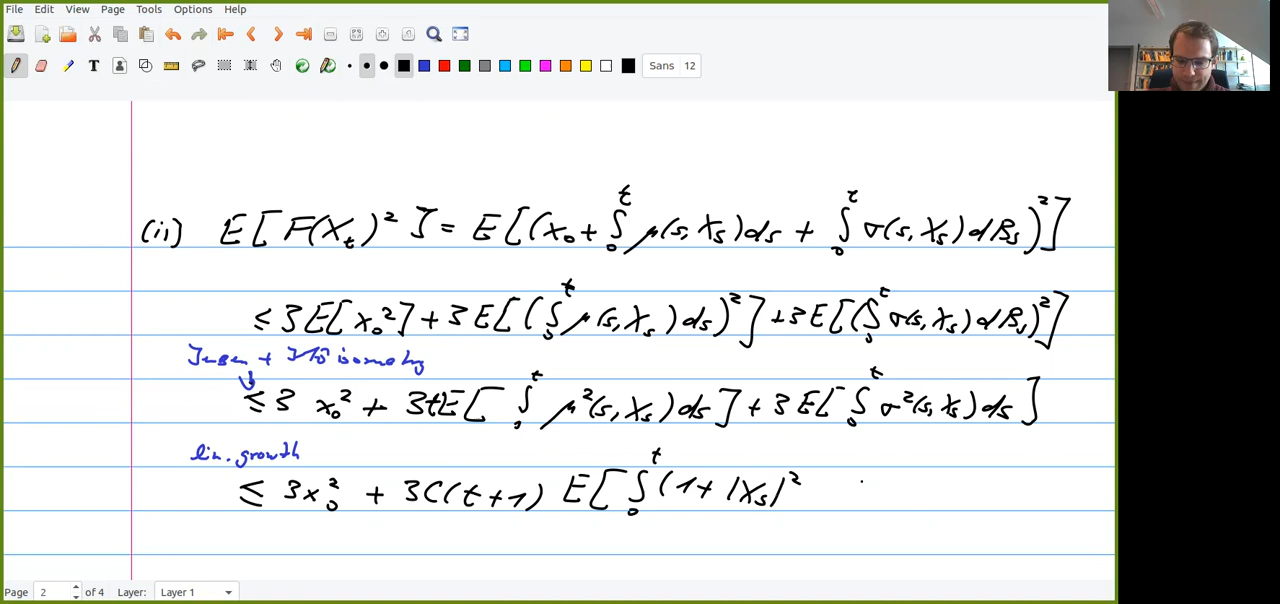 File Edit View Page Tools Options Help
Sans 12
(ii) E[F(X_t)^2] = E[(x_0 + ∫_0^t μ(s, X_s) ds + ∫_0^t σ(s, X_s) dB_s)^2]
≤ 3E[x_0^2] + 3E[(∫_0^t μ(s, X_s) ds)^2] + 3E[(∫_0^t σ(s, X_s) dB_s)^2]
Jensen + Itô isometry
≤ 3 x_0^2 + 3tE[∫_0^t μ^2(s, X_s) ds] + 3E[∫_0^t σ^2(s, X_s) ds]
lin. growth
≤ 3x_0^2 + 3C(t+1) E[∫_0^t (1+|X_s|^2
Page 2 of 4 Layer: Layer 1